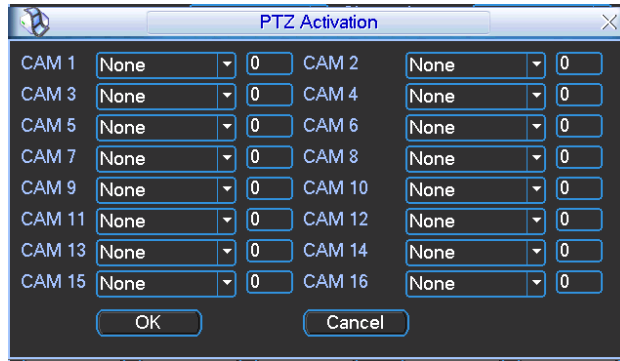 PTZ Activation
CAM 1 None 0 CAM 2 None 0
CAM 3 None 0 CAM 4 None 0
CAM 5 None 0 CAM 6 None 0
CAM 7 None 0 CAM 8 None 0
CAM 9 None 0 CAM 10 None 0
CAM 11 None 0 CAM 12 None 0
CAM 13 None 0 CAM 14 None 0
CAM 15 None 0 CAM 16 None 0
OK Cancel